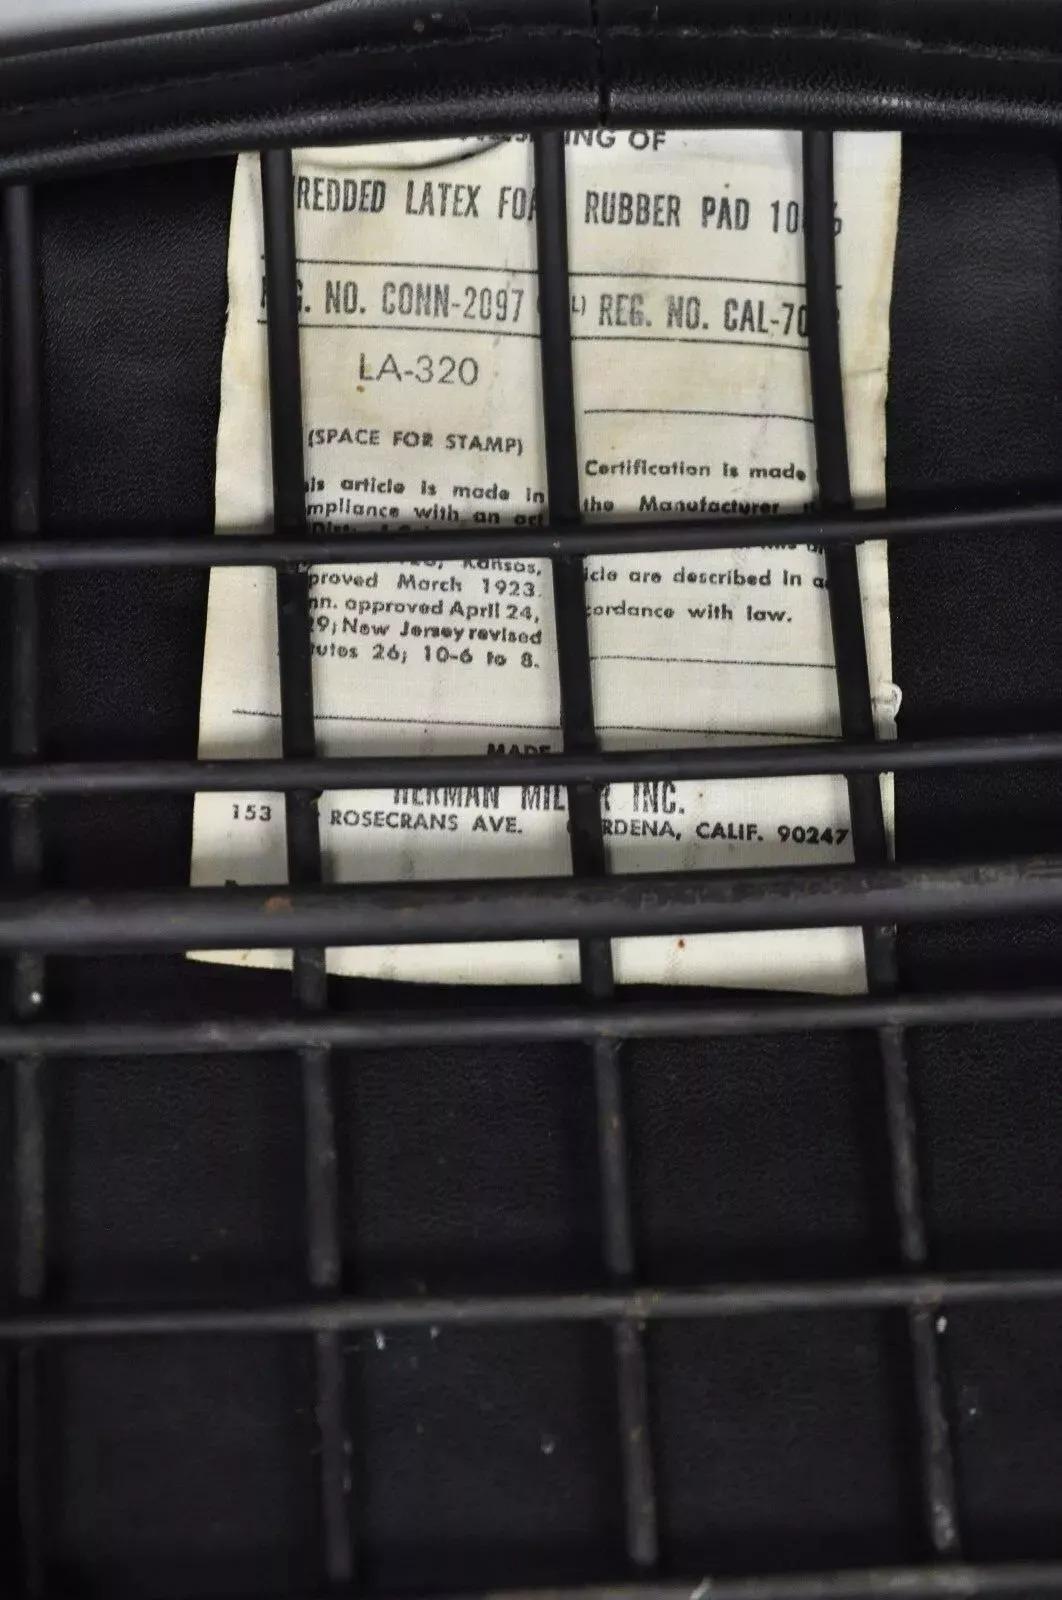 ING OF
REDDED LATEX FOA RUBBER PAD 10
G. NO. CONN-2097 L) REG. NO. CAL-70
LA-320
(SPACE FOR STAMP)
is article is made in
mpliance with an act
Kansas,
proved March 1923.
nn. approved April 24,
29; New Jersey revised
utes 26; 10-6 to 8.
Certification is made
the Manufacturer
icle are described in a
cordance with law.
MADE
HERMAN MIL R INC.
153 ROSECRANS AVE. RDENA, CALIF. 90247